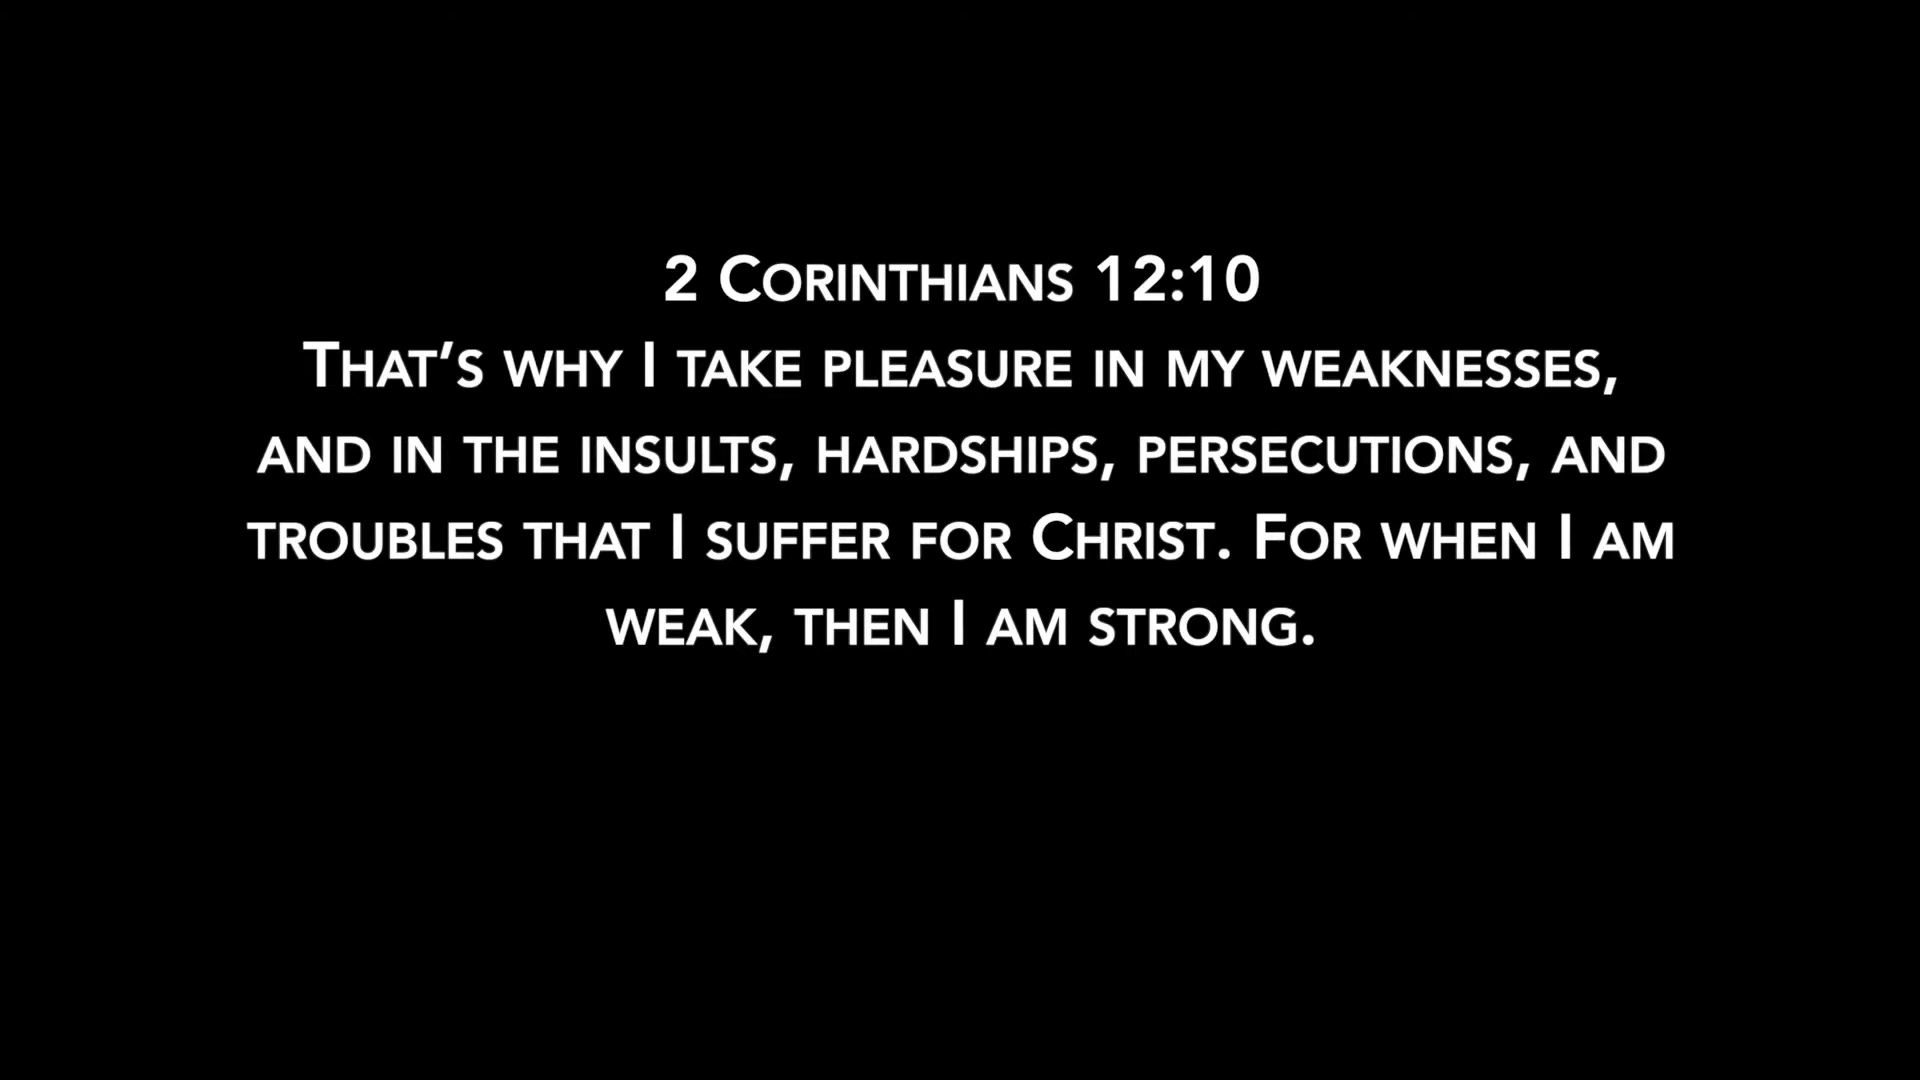 2 Corinthians 12:10
That’s why I take pleasure in my weaknesses,
and in the insults, hardships, persecutions, and
troubles that I suffer for Christ. For when I am
weak, then I am strong.